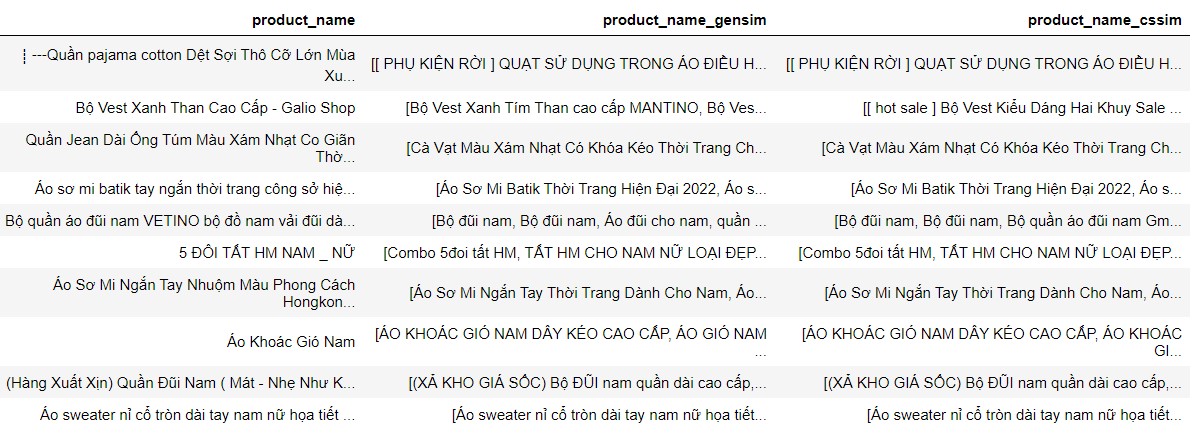 product_name product_name_gensim product_name_cssim
┋ ---Quần pajama cotton Dệt Sợi Thô Cỡ Lớn Mùa Xu... [[ PHỤ KIỆN RỜI ] QUẠT SỬ DỤNG TRONG ÁO ĐIỀU H... [[ PHỤ KIỆN RỜI ] QUẠT SỬ DỤNG TRONG ÁO ĐIỀU H...
Bộ Vest Xanh Than Cao Cấp - Galio Shop [Bộ Vest Xanh Tím Than cao cấp MANTINO, Bộ Ves... [[ hot sale ] Bộ Vest Kiểu Dáng Hai Khuy Sale ...
Quần Jean Dài Ống Túm Màu Xám Nhạt Co Giãn Thờ... [Cà Vạt Màu Xám Nhạt Có Khóa Kéo Thời Trang Ch... [Cà Vạt Màu Xám Nhạt Có Khóa Kéo Thời Trang Ch...
Áo sơ mi batik tay ngắn thời trang công sở hiệ... [Áo Sơ Mi Batik Thời Trang Hiện Đại 2022, Áo s... [Áo Sơ Mi Batik Thời Trang Hiện Đại 2022, Áo s...
Bộ quần áo đũi nam VETINO bộ đồ nam vải đũi dà... [Bộ đũi nam, Bộ đũi nam, Áo đũi cho nam, quần ... [Bộ đũi nam, Bộ đũi nam, Bộ quần áo đũi nam Gm...
5 ĐÔI TẤT HM NAM _ NỮ [Combo 5đoi tất HM, TẤT HM CHO NAM NỮ LOẠI ĐẸP... [Combo 5đoi tất HM, TẤT HM CHO NAM NỮ LOẠI ĐẸP...
Áo Sơ Mi Ngắn Tay Nhuộm Màu Phong Cách Hongkon... [Áo Sơ Mi Ngắn Tay Thời Trang Dành Cho Nam, Áo... [Áo Sơ Mi Ngắn Tay Thời Trang Dành Cho Nam, Áo...
Áo Khoác Gió Nam [ÁO KHOÁC GIÓ NAM DÂY KÉO CAO CẤP, ÁO GIÓ NAM ... [ÁO KHOÁC GIÓ NAM DÂY KÉO CAO CẤP, ÁO KHOÁC GI...
(Hàng Xuất Xịn) Quần Đũi Nam ( Mát - Nhẹ Như K... [(XẢ KHO GIÁ SỐC) Bộ ĐŨI nam quần dài cao cấp,... [(XẢ KHO GIÁ SỐC) Bộ ĐŨI nam quần dài cao cấp,...
Áo sweater nỉ cổ tròn dài tay nam nữ họa tiết ... [Áo sweater nỉ cổ tròn dài tay nam nữ họa tiết... [Áo sweater nỉ cổ tròn dài tay nam nữ họa tiết...